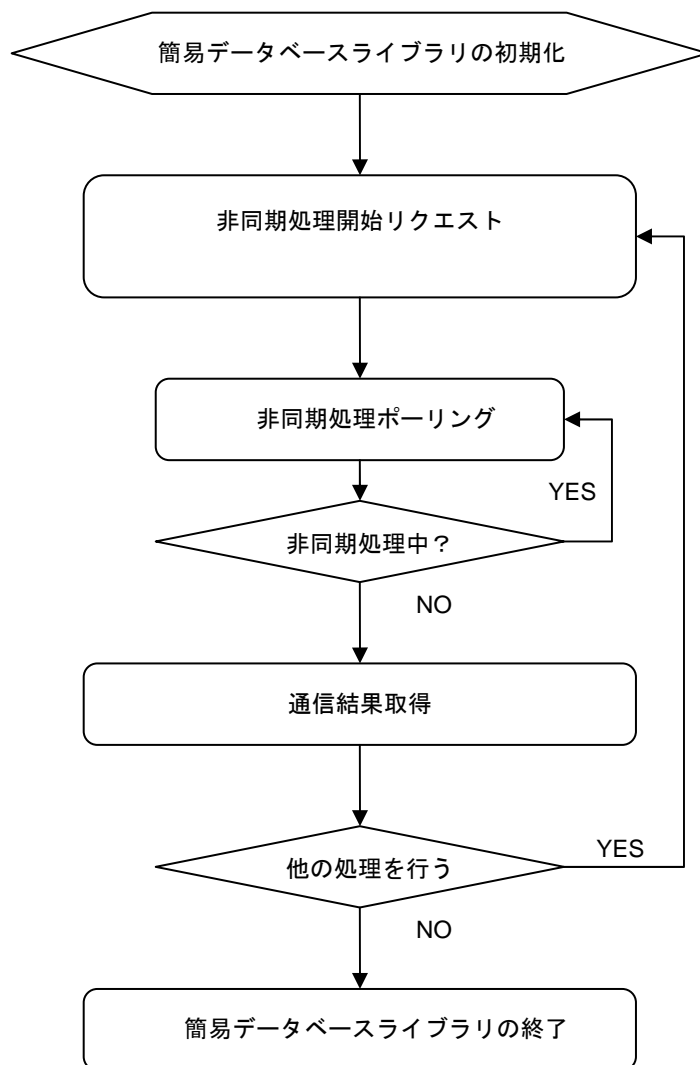 簡易データベースライブラリの初期化
非同期処理開始リクエスト
非同期処理ポーリング
YES
非同期処理中？
NO
通信結果取得
他の処理を行う
YES
NO
簡易データベースライブラリの終了